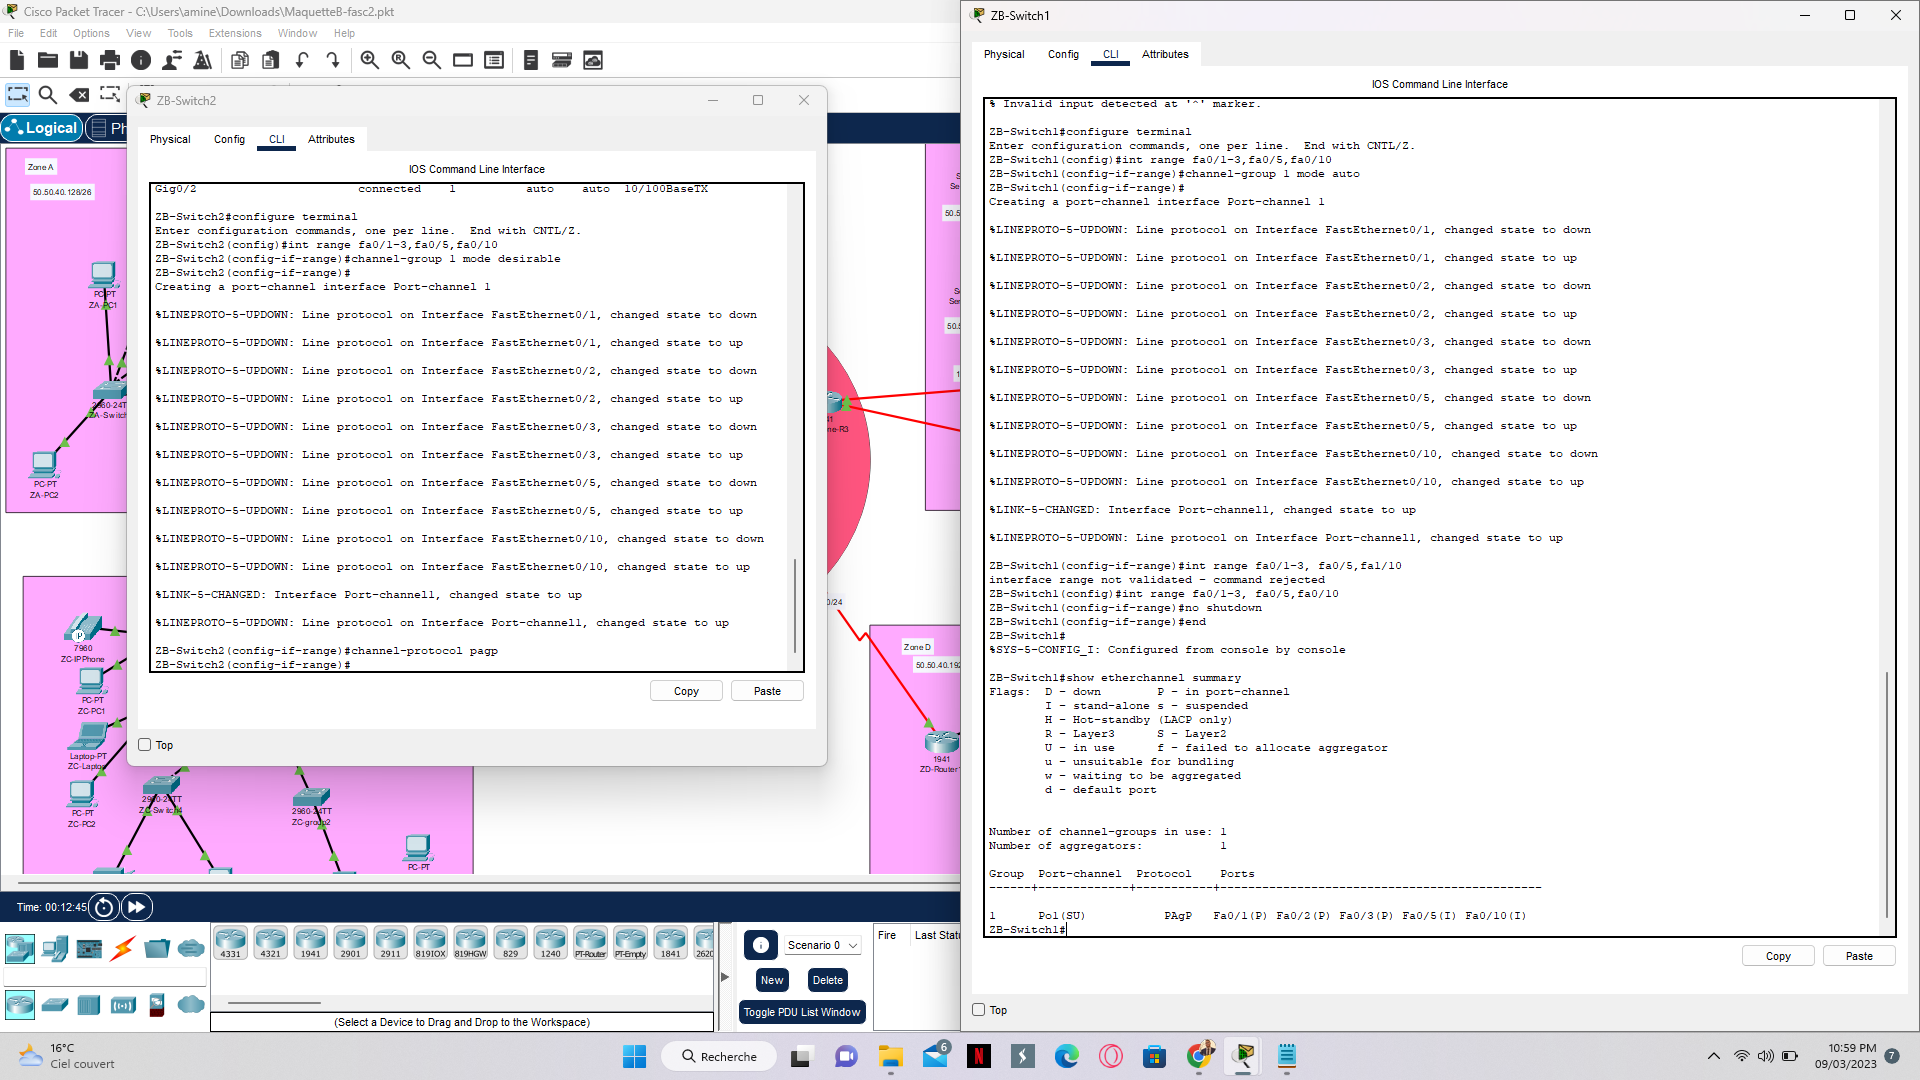 Cisco Packet Tracer - C:\Users\amine\Downloads\MaquetteB-fasc2.pkt
File Edit Options View Tools Extensions Window Help
Logical
Ph
Zone A
50.50.40.128/26
PC-PT
ZA-PC1
2960-24T
ZA-Switch
PC-PT
ZA-PC2
7960
ZC-IPPhone
PC-PT
ZC-PC1
Laptop-PT
ZC-Laptop
PC-PT
ZC-PC2
2960-24TT
ZC-Switch4
2960-24TT
ZC-group2
PC-PT
ne-R3
0/24
Zone D
50.50.40.192
1941
ZD-Router
ZB-Switch2
Physical Config CLI Attributes
IOS Command Line Interface
Gig0/2 connected 1 auto auto 10/100BaseTX
ZB-Switch2#configure terminal
Enter configuration commands, one per line. End with CNTL/Z.
ZB-Switch2(config)#int range fa0/1-3,fa0/5,fa0/10
ZB-Switch2(config-if-range)#channel-group 1 mode desirable
ZB-Switch2(config-if-range)#
Creating a port-channel interface Port-channel 1
%LINEPROTO-5-UPDOWN: Line protocol on Interface FastEthernet0/1, changed state to down
%LINEPROTO-5-UPDOWN: Line protocol on Interface FastEthernet0/1, changed state to up
%LINEPROTO-5-UPDOWN: Line protocol on Interface FastEthernet0/2, changed state to down
%LINEPROTO-5-UPDOWN: Line protocol on Interface FastEthernet0/2, changed state to up
%LINEPROTO-5-UPDOWN: Line protocol on Interface FastEthernet0/3, changed state to down
%LINEPROTO-5-UPDOWN: Line protocol on Interface FastEthernet0/3, changed state to up
%LINEPROTO-5-UPDOWN: Line protocol on Interface FastEthernet0/5, changed state to down
%LINEPROTO-5-UPDOWN: Line protocol on Interface FastEthernet0/5, changed state to up
%LINEPROTO-5-UPDOWN: Line protocol on Interface FastEthernet0/10, changed state to down
%LINEPROTO-5-UPDOWN: Line protocol on Interface FastEthernet0/10, changed state to up
%LINK-5-CHANGED: Interface Port-channel1, changed state to up
%LINEPROTO-5-UPDOWN: Line protocol on Interface Port-channel1, changed state to up
ZB-Switch2(config-if-range)#channel-protocol pagp
ZB-Switch2(config-if-range)#
Copy Paste
Top
ZB-Switch1
Physical Config CLI Attributes
IOS Command Line Interface
% Invalid input detected at '^' marker.
ZB-Switch1#configure terminal
Enter configuration commands, one per line. End with CNTL/Z.
ZB-Switch1(config)#int range fa0/1-3,fa0/5,fa0/10
ZB-Switch1(config-if-range)#channel-group 1 mode auto
ZB-Switch1(config-if-range)#
Creating a port-channel interface Port-channel 1
%LINEPROTO-5-UPDOWN: Line protocol on Interface FastEthernet0/1, changed state to down
%LINEPROTO-5-UPDOWN: Line protocol on Interface FastEthernet0/1, changed state to up
%LINEPROTO-5-UPDOWN: Line protocol on Interface FastEthernet0/2, changed state to down
%LINEPROTO-5-UPDOWN: Line protocol on Interface FastEthernet0/2, changed state to up
%LINEPROTO-5-UPDOWN: Line protocol on Interface FastEthernet0/3, changed state to down
%LINEPROTO-5-UPDOWN: Line protocol on Interface FastEthernet0/3, changed state to up
%LINEPROTO-5-UPDOWN: Line protocol on Interface FastEthernet0/5, changed state to down
%LINEPROTO-5-UPDOWN: Line protocol on Interface FastEthernet0/5, changed state to up
%LINEPROTO-5-UPDOWN: Line protocol on Interface FastEthernet0/10, changed state to down
%LINEPROTO-5-UPDOWN: Line protocol on Interface FastEthernet0/10, changed state to up
%LINK-5-CHANGED: Interface Port-channel1, changed state to up
%LINEPROTO-5-UPDOWN: Line protocol on Interface Port-channel1, changed state to up
ZB-Switch1(config-if-range)#int range fa0/1-3, fa0/5,fa1/10
interface range not validated - command rejected
ZB-Switch1(config)#int range fa0/1-3, fa0/5,fa0/10
ZB-Switch1(config-if-range)#no shutdown
ZB-Switch1(config-if-range)#end
ZB-Switch1#
%SYS-5-CONFIG_I: Configured from console by console
ZB-Switch1#show etherchannel summary
Flags: D - down P - in port-channel
I - stand-alone s - suspended
H - Hot-standby (LACP only)
R - Layer3 S - Layer2
U - in use f - failed to allocate aggregator
u - unsuitable for bundling
w - waiting to be aggregated
d - default port
Number of channel-groups in use: 1
Number of aggregators: 1
Group Port-channel Protocol Ports
------+-------------+-----------+----------------------------------------------
1 Po1(SU) PAgP Fa0/1(P) Fa0/2(P) Fa0/3(P) Fa0/5(I) Fa0/10(I)
ZB-Switch1#
Copy Paste
Top
Time: 00:12:45
4331 4321 1941 2901 2911 819IOX 819HGW 829 1240 PT-Router PT-Empty 1841 2620
(Select a Device to Drag and Drop to the Workspace)
Scenario 0
New Delete
Toggle PDU List Window
Fire Last Statu
16°C
Ciel couvert
Recherche
6
10:59 PM
09/03/2023
7